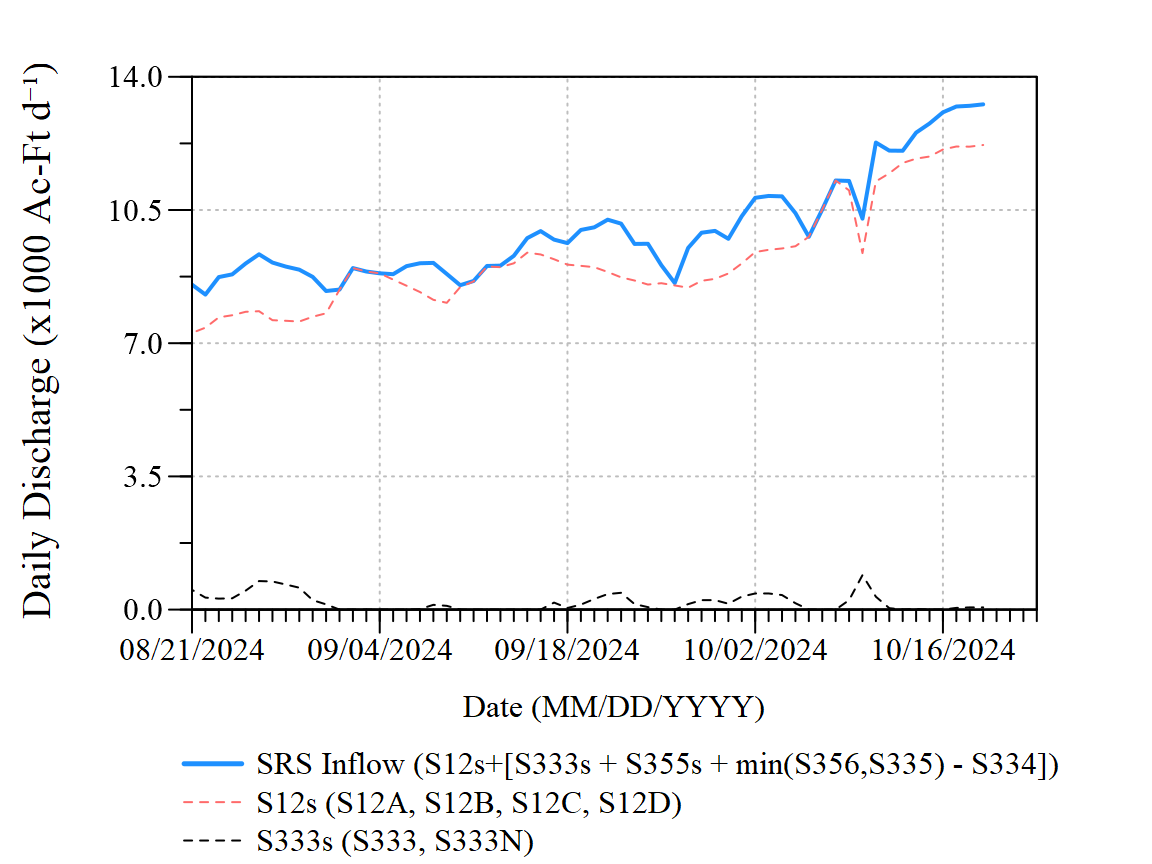 Daily Discharge (x1000 Ac-Ft d⁻¹)
14.0
10.5
7.0
3.5
0.0
08/21/2024 09/04/2024 09/18/2024 10/02/2024 10/16/2024
Date (MM/DD/YYYY)
SRS Inflow (S12s+[S333s + S355s + min(S356,S335) - S334])
S12s (S12A, S12B, S12C, S12D)
S333s (S333, S333N)